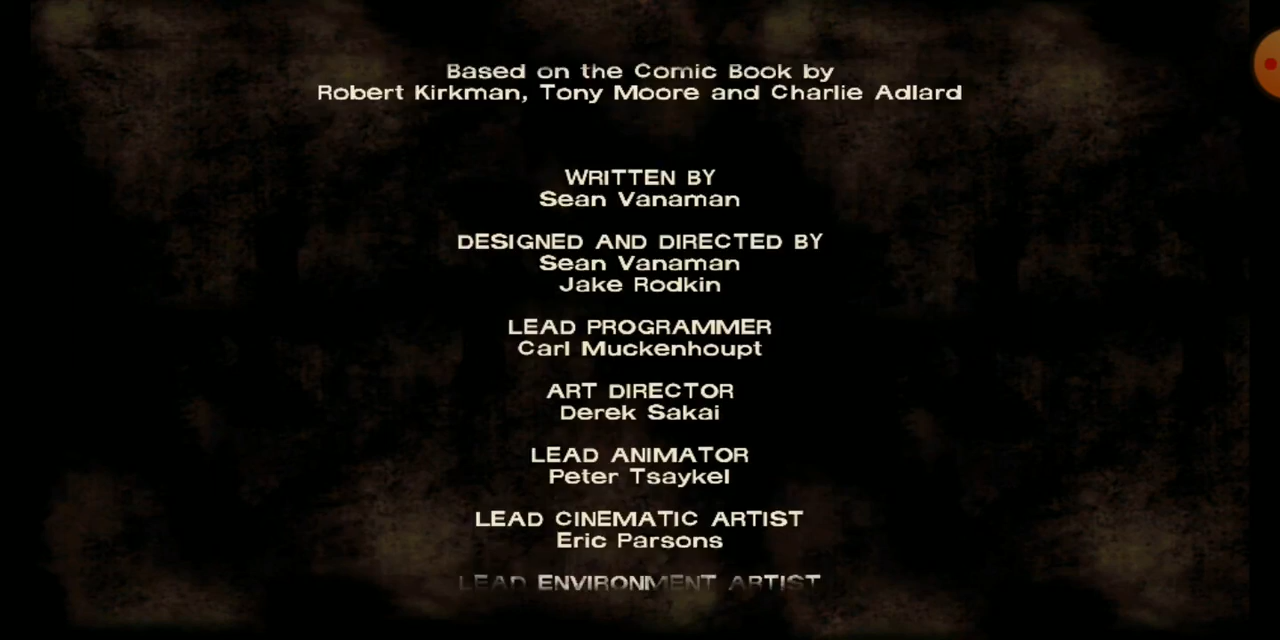 Based on the Comic Book by
Robert Kirkman, Tony Moore and Charlie Adlard
WRITTEN BY
Sean Vanaman
DESIGNED AND DIRECTED BY
Sean Vanaman
Jake Rodkin
LEAD PROGRAMMER
Carl Muckenhoupt
ART DIRECTOR
Derek Sakai
LEAD ANIMATOR
Peter Tsaykel
LEAD CINEMATIC ARTIST
Eric Parsons
LEAD ENVIRONMENT ARTIST